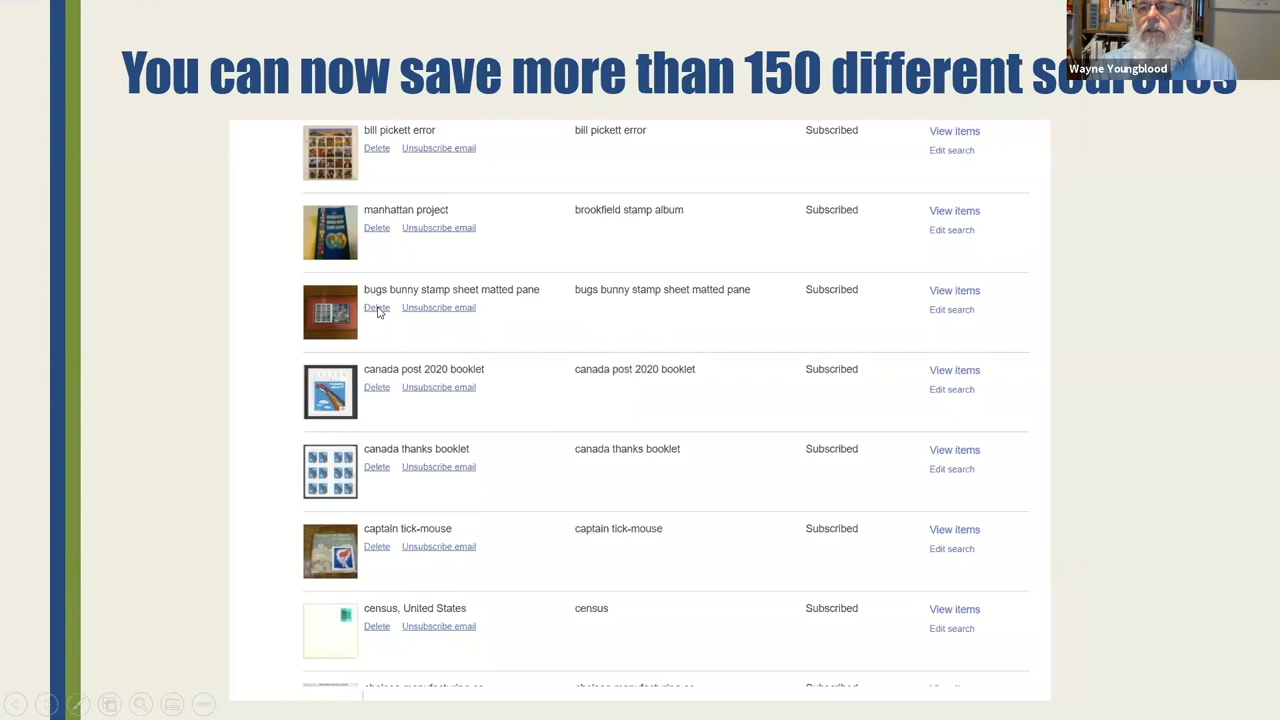 You can now save more than 150 different searches
Wayne Youngblood
bill pickett error bill pickett error Subscribed View items
Delete Unsubscribe email Edit search
manhattan project brookfield stamp album Subscribed View items
Delete Unsubscribe email Edit search
bugs bunny stamp sheet matted pane bugs bunny stamp sheet matted pane Subscribed View items
Delete Unsubscribe email Edit search
canada post 2020 booklet canada post 2020 booklet Subscribed View items
Delete Unsubscribe email Edit search
canada thanks booklet canada thanks booklet Subscribed View items
Delete Unsubscribe email Edit search
captain tick-mouse captain tick-mouse Subscribed View items
Delete Unsubscribe email Edit search
census, United States census Subscribed View items
Delete Unsubscribe email Edit search